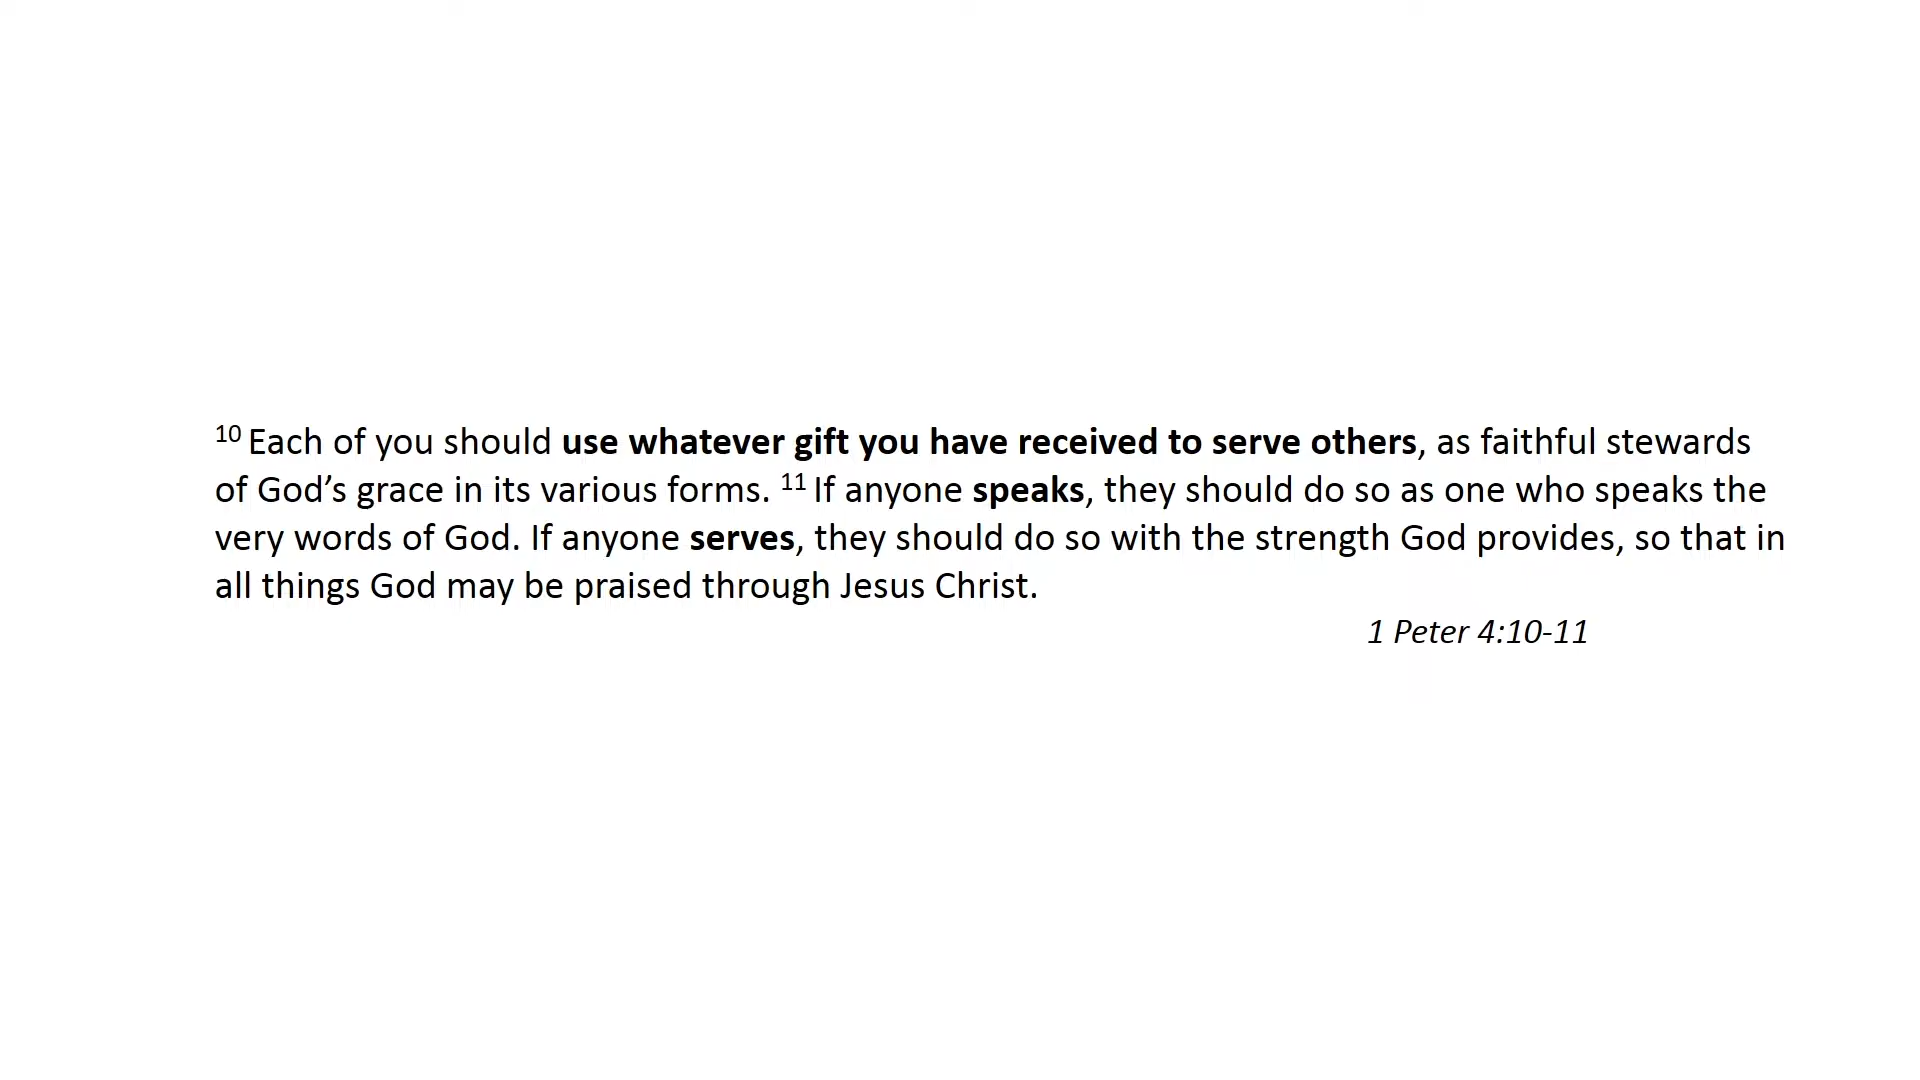 10 Each of you should use whatever gift you have received to serve others, as faithful stewards
of God’s grace in its various forms. 11 If anyone speaks, they should do so as one who speaks the
very words of God. If anyone serves, they should do so with the strength God provides, so that in
all things God may be praised through Jesus Christ.
1 Peter 4:10-11